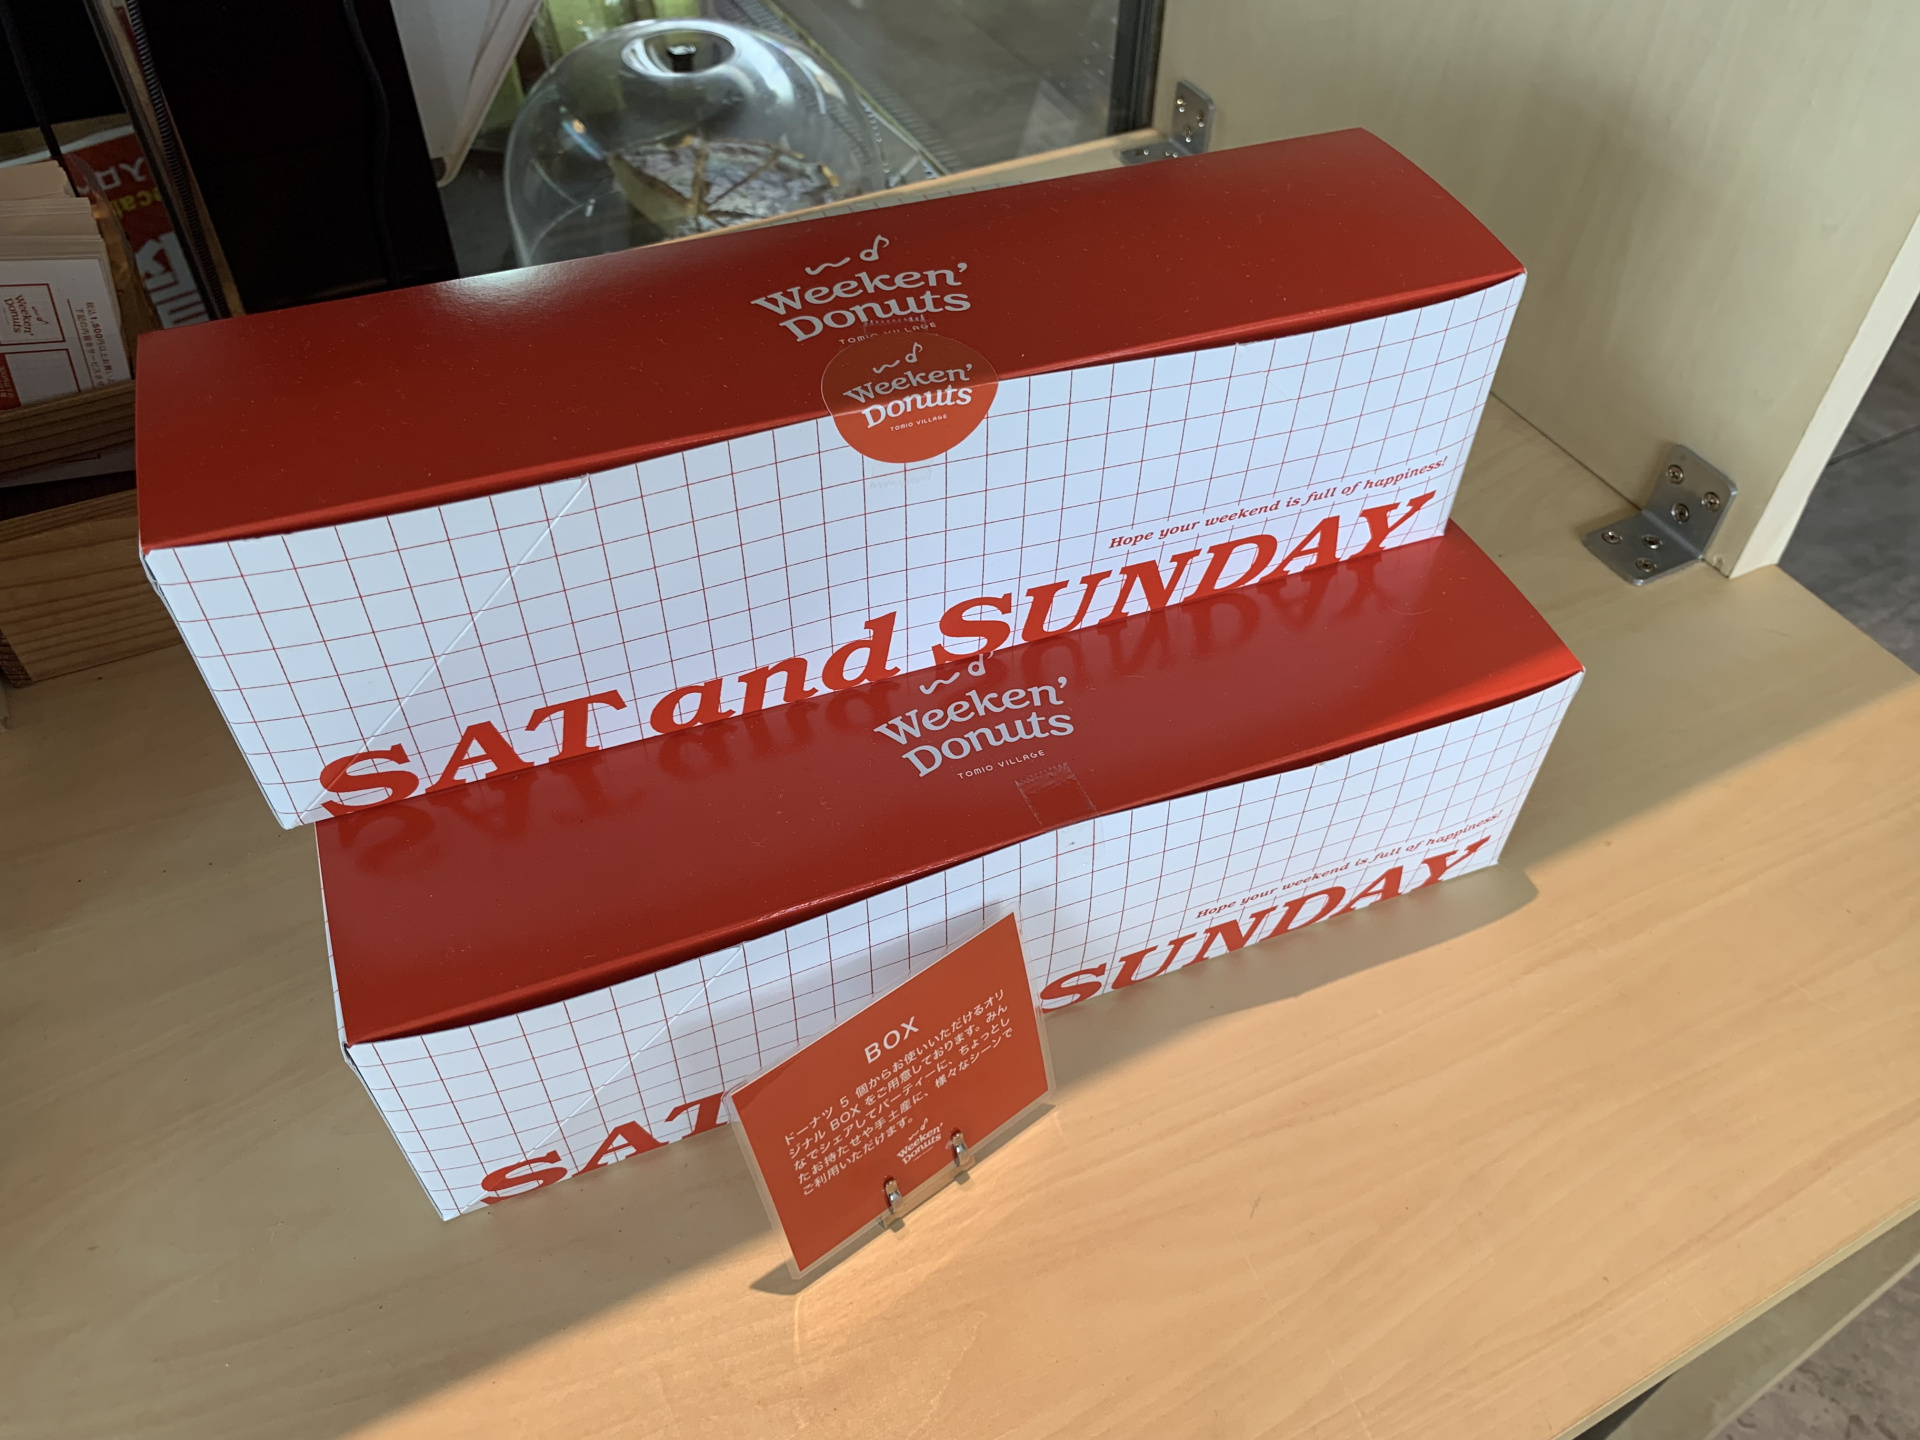 Weeken'
Donuts
TOMIO VILLAGE
Weeken'
Donuts
TOMIO VILLAGE
Hope your weekend is full of happiness!
SAT and SUNDAY
Weeken'
Donuts
TOMIO VILLAGE
Hope your weekend is full of happiness!
SAT
SUNDAY
BOX
ドーナツ 5 個からお使いいただけるオリ
ジナル BOX をご用意しております。みん
なでシェアしてパーティーに、ちょっとし
たお持たせや手土産に、様々なシーンで
ご利用いただけます。
Weeken'
Donuts
Weeken'
Donuts